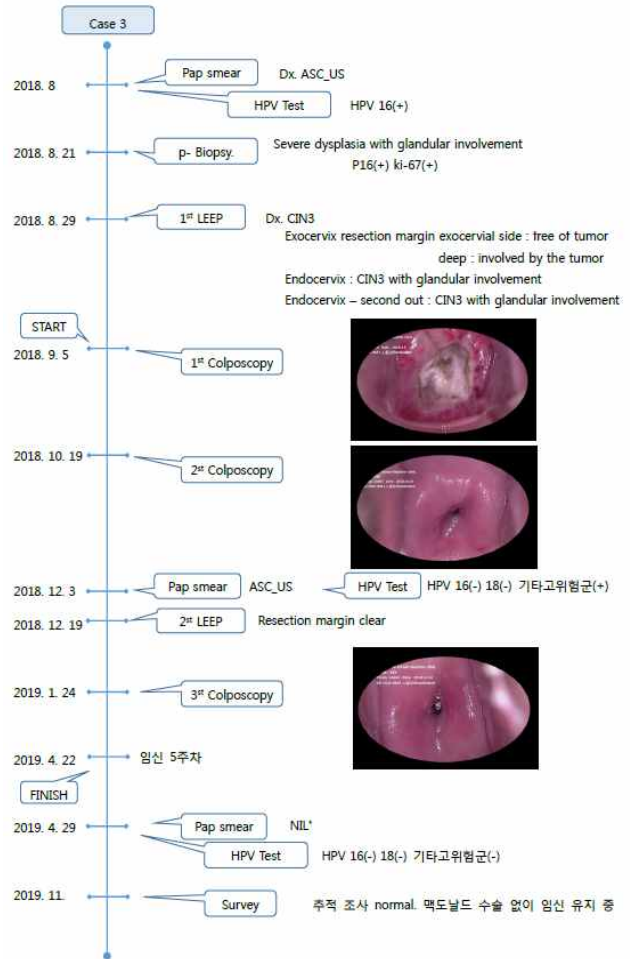 Case 3
2018. 8
Pap smear Dx. ASC_US
HPV Test HPV 16(+)
2018. 8. 21
p- Biopsy. Severe dysplasia with glandular involvement
P16(+) ki-67(+)
2018. 8. 29
1st LEEP Dx. CIN3
Exocervix resection margin exocervial side : free of tumor
deep : involved by the tumor
Endocervix : CIN3 with glandular involvement
Endocervix – second out : CIN3 with glandular involvement
START
2018. 9. 5
1st Colposcopy
2018. 10. 19
2st Colposcopy
2018. 12. 3
Pap smear ASC_US HPV Test HPV 16(-) 18(-) 기타고위험군(+)
2018. 12. 19
2st LEEP Resection margin clear
2019. 1. 24
3st Colposcopy
2019. 4. 22 임신 5주차
FINISH
2019. 4. 29
Pap smear NIL*
HPV Test HPV 16(-) 18(-) 기타고위험군(-)
2019. 11.
Survey 추적 조사 normal. 맥도날드 수술 없이 임신 유지 중